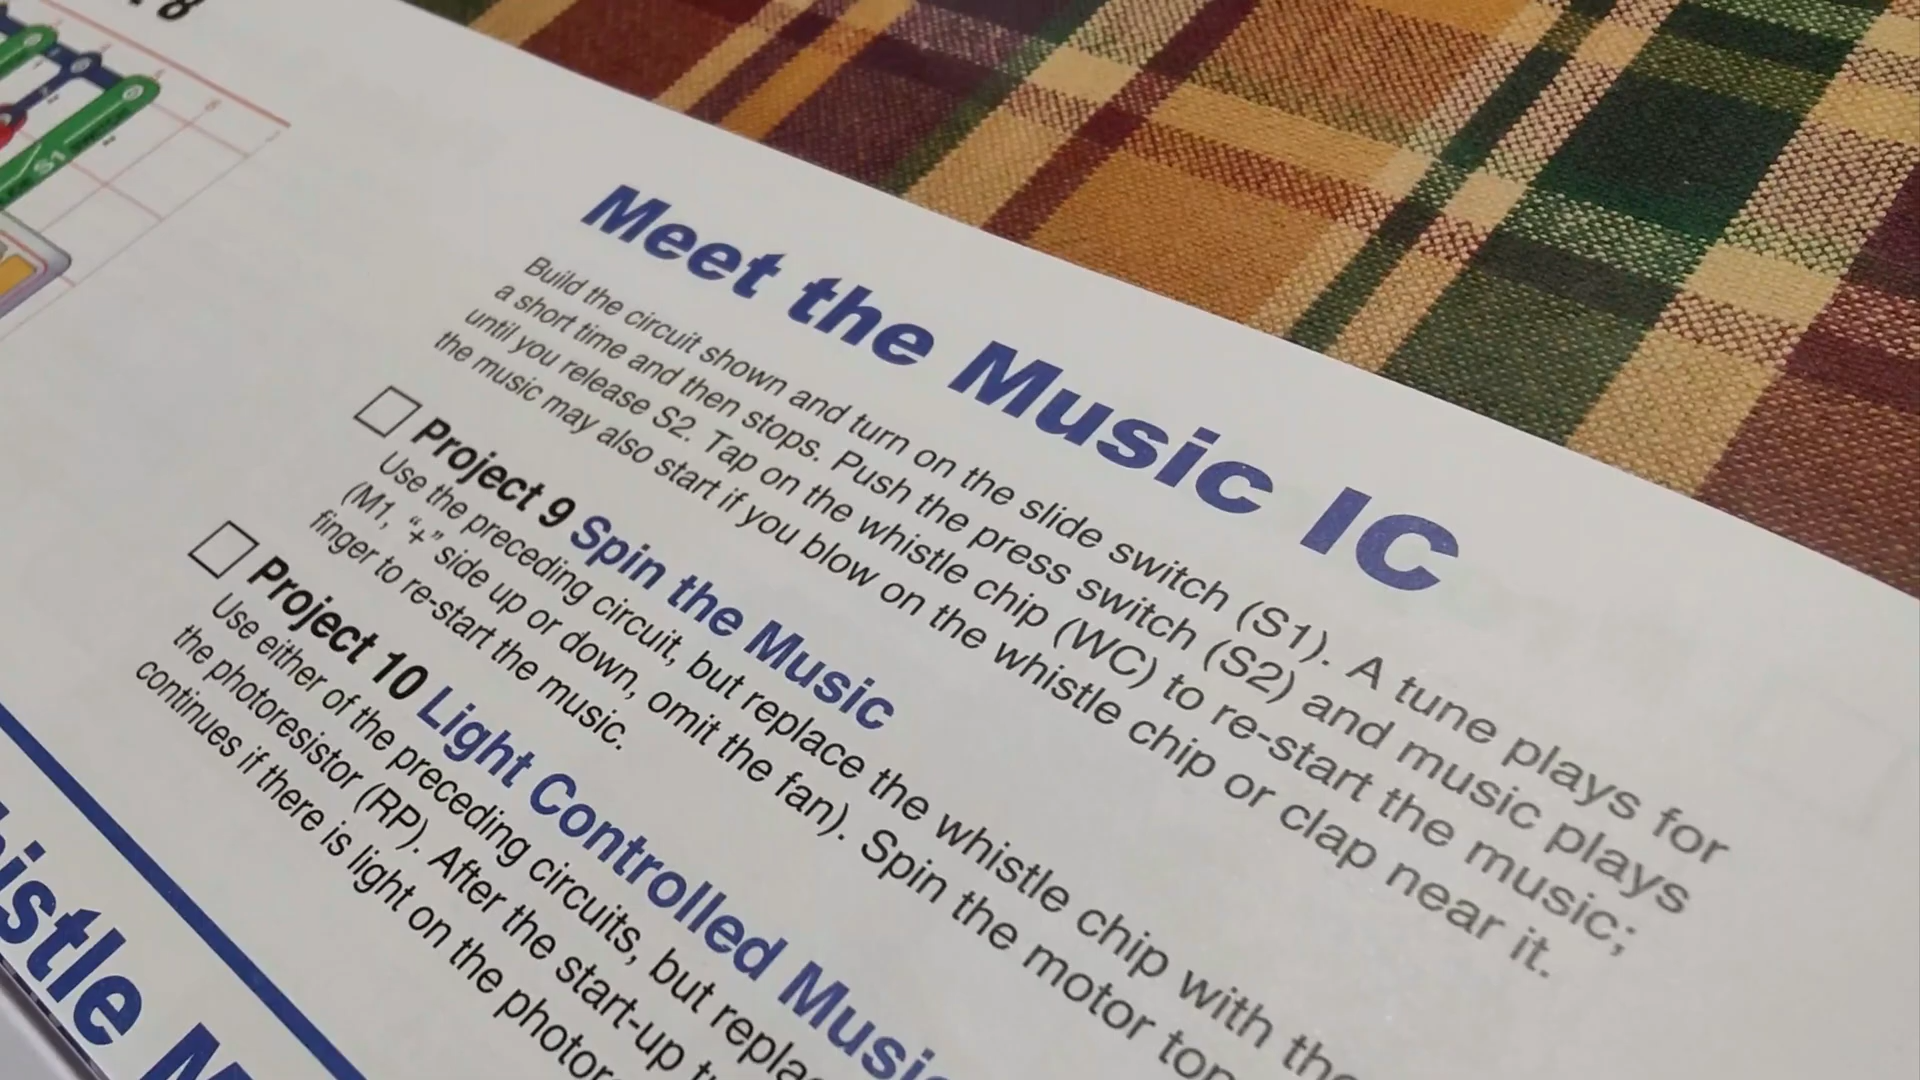 8
S1
Meet the Music IC
Build the circuit shown and turn on the slide switch (S1). A tune plays for
a short time and then stops. Push the press switch (S2) and music plays
until you release S2. Tap on the whistle chip (WC) to re-start the music;
the music may also start if you blow on the whistle chip or clap near it.
Project 9 Spin the Music
Use the preceding circuit, but replace the whistle chip with the
(M1, “+” side up or down, omit the fan). Spin the motor top
finger to re-start the music.
Project 10 Light Controlled Music
Use either of the preceding circuits, but repla
the photoresistor (RP). After the start-up t
continues if there is light on the photor
histle M